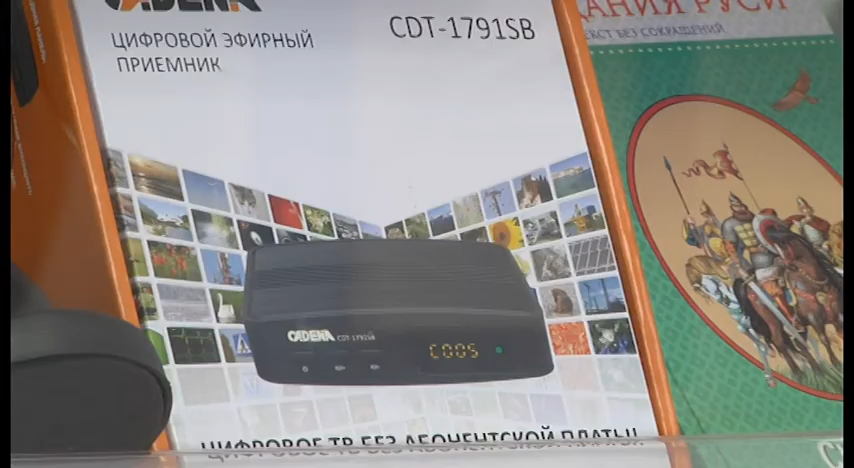 CADENA
CDT-1791SB
ЦИФРОВОЙ ЭФИРНЫЙ
ПРИЕМНИК
CADENA CDT-1791SB
C005
ЦИФРОВОЕ ТВ БЕЗ АБОНЕНТСКОЙ ПЛАТЫ!
ДАНИЯ РУСИ
ЕКСТ БЕЗ СОКРАЩЕНИЙ